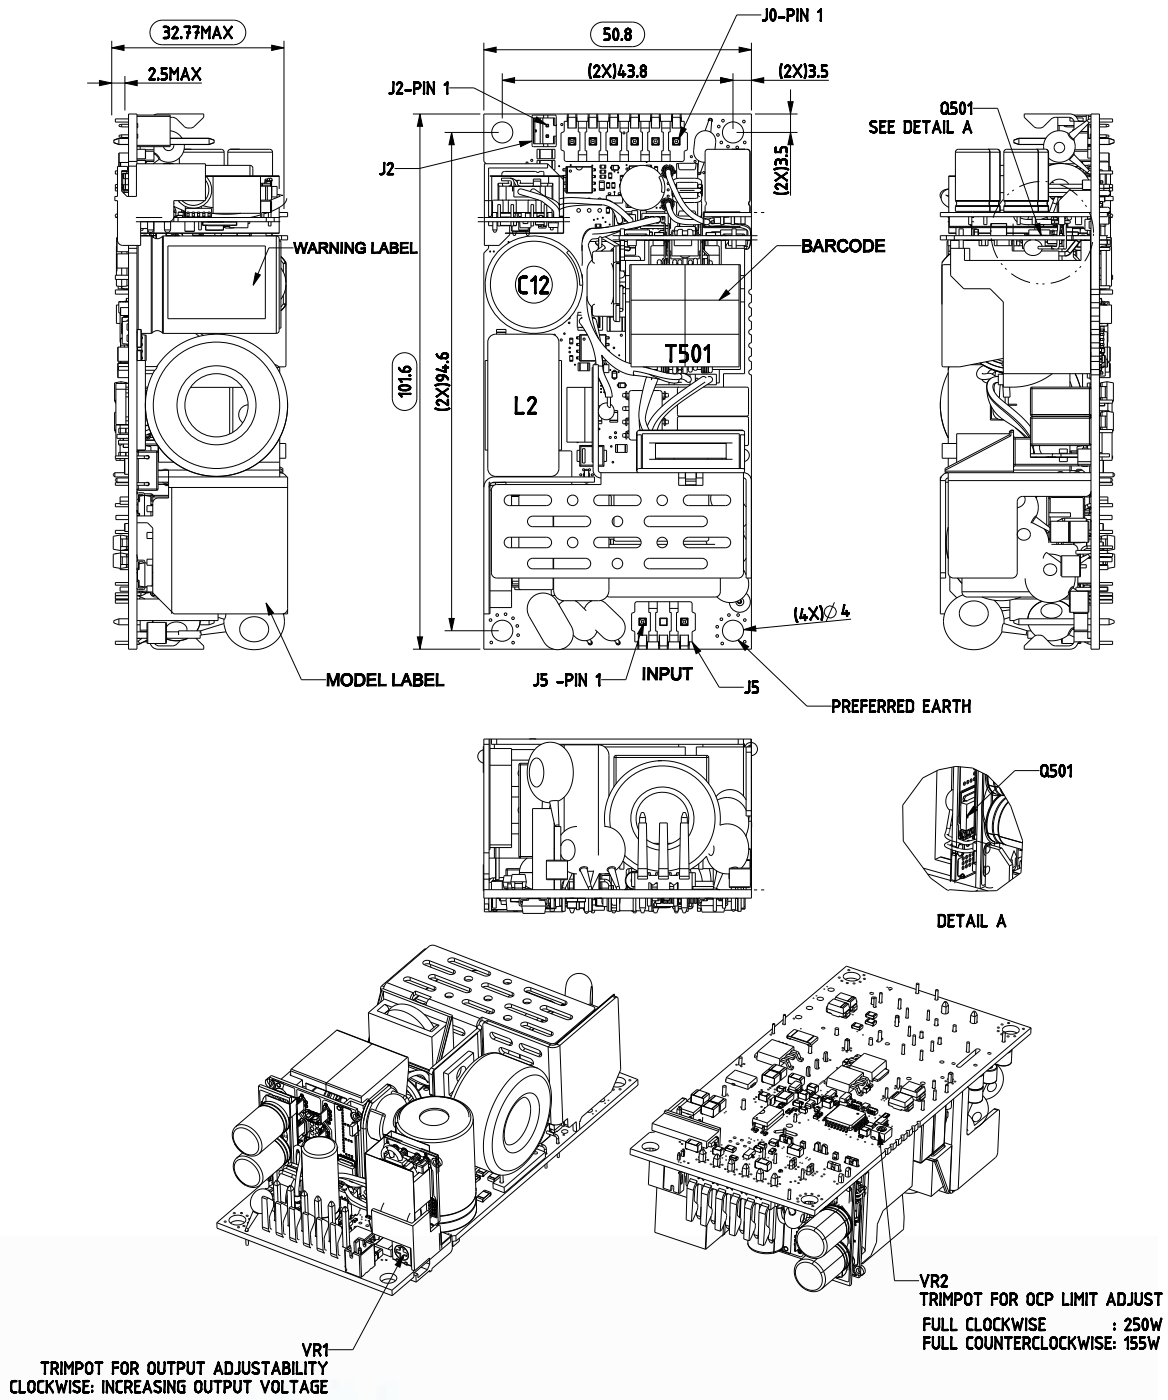 32.77MAX
2.5MAX
50.8
(2X)43.8
(2X)3.5
J0-PIN 1
J2-PIN 1
J2
(2X)3.5
Q501
SEE DETAIL A
WARNING LABEL
BARCODE
C12
T501
L2
101.6
(2X)94.6
(4X)Ø 4
MODEL LABEL
J5 -PIN 1
INPUT
J5
PREFERRED EARTH
Q501
DETAIL A
VR1
TRIMPOT FOR OUTPUT ADJUSTABILITY
CLOCKWISE: INCREASING OUTPUT VOLTAGE
VR2
TRIMPOT FOR OCP LIMIT ADJUST
FULL CLOCKWISE : 250W
FULL COUNTERCLOCKWISE: 155W